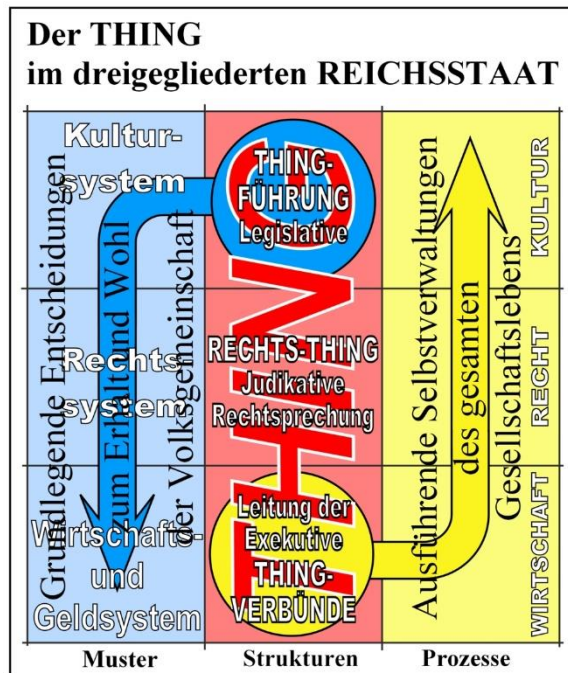 Der THING
im dreigegliederten REICHSSTAAT
Kultur-
system
Rechts-
system
Wirtschafts-
und
Geldsystem
Grundlegende Entscheidungen
zum Erhalt und Wohl
der Volksgemeinschaft
THING
THING-
FÜHRUNG
Legislative
RECHTS-THING
Judikative
Rechtsprechung
Leitung der
Exekutive
THING-
VERBÜNDE
Ausführende Selbstverwaltungen
des gesamten
Gesellschaftslebens
KULTUR
RECHT
WIRTSCHAFT
Muster
Strukturen
Prozesse